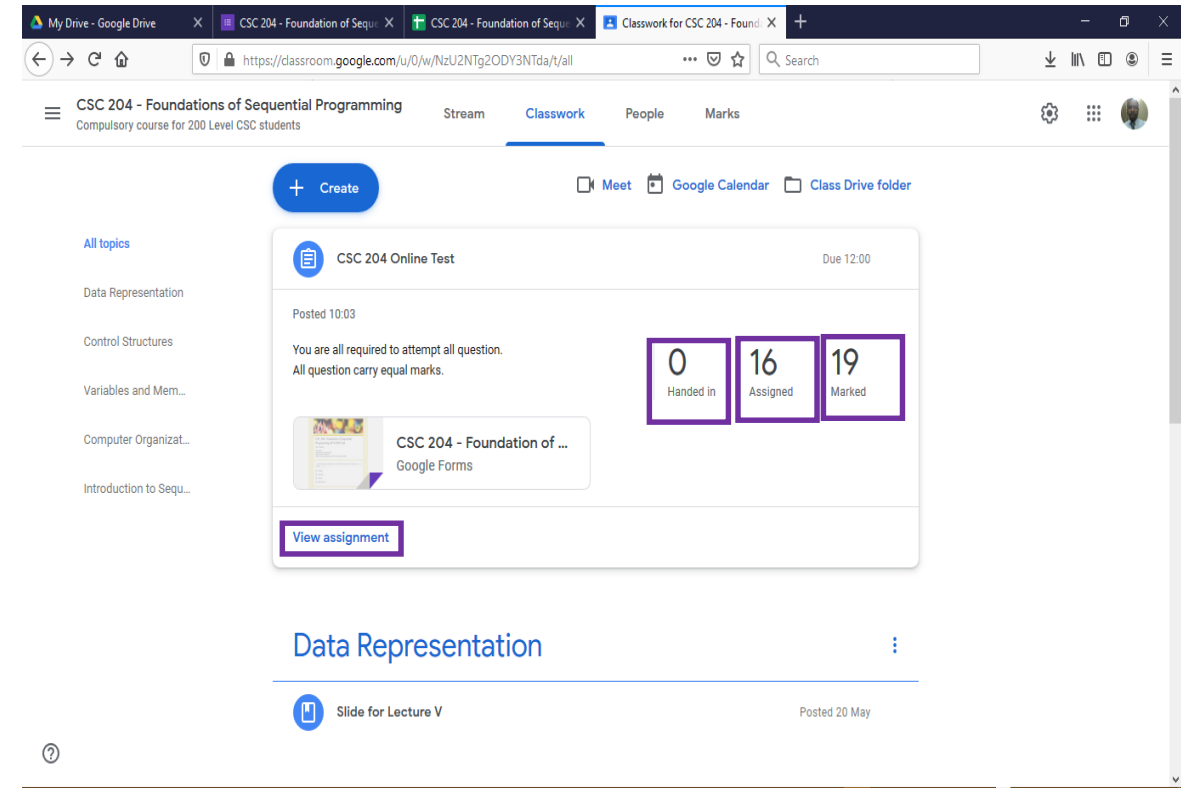 My Drive - Google Drive
CSC 204 - Foundation of Seque
CSC 204 - Foundation of Seque
Classwork for CSC 204 - Found
https://classroom.google.com/u/0/w/NzU2NTg2ODY3NTda/t/all
Search
CSC 204 - Foundations of Sequential Programming
Compulsory course for 200 Level CSC students
Stream
Classwork
People
Marks
+ Create
Meet
Google Calendar
Class Drive folder
All topics
Data Representation
Control Structures
Variables and Mem...
Computer Organizat...
Introduction to Sequ...
CSC 204 Online Test
Due 12:00
Posted 10:03
You are all required to attempt all question.
All question carry equal marks.
0
Handed in
16
Assigned
19
Marked
CSC 204 - Foundation of ...
Google Forms
View assignment
Data Representation
Slide for Lecture V
Posted 20 May